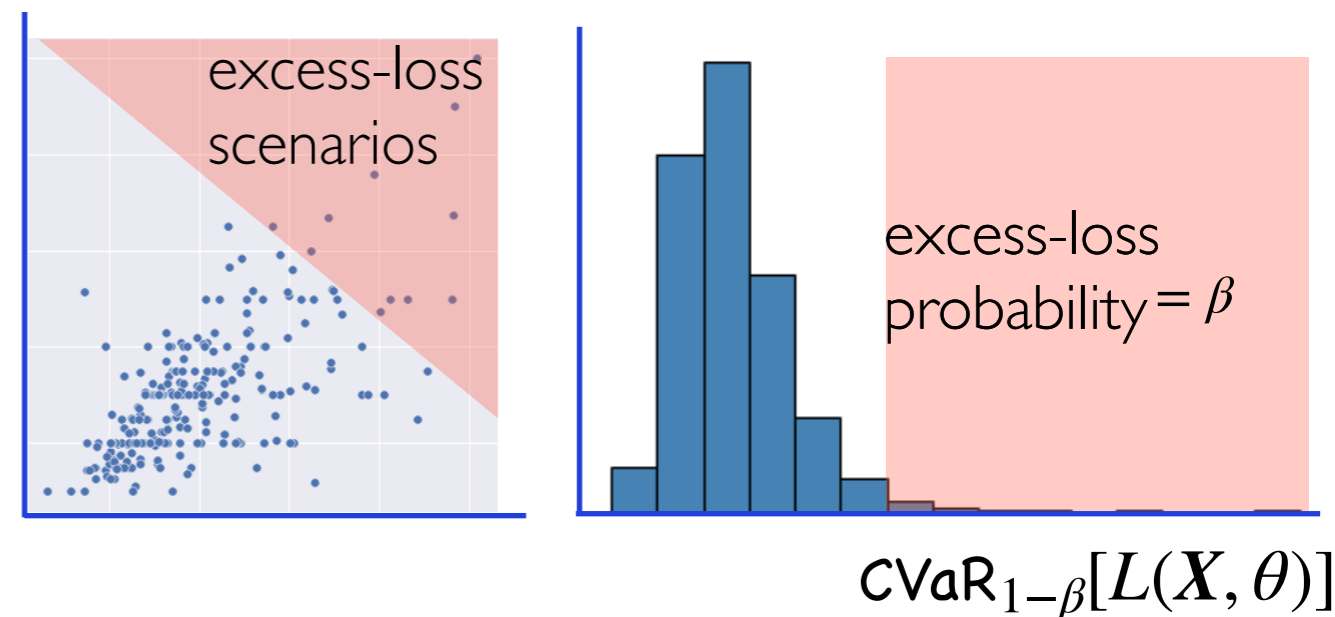 excess-loss
scenarios
excess-loss
probability = β
CVaR₁₋β[L(X, θ)]